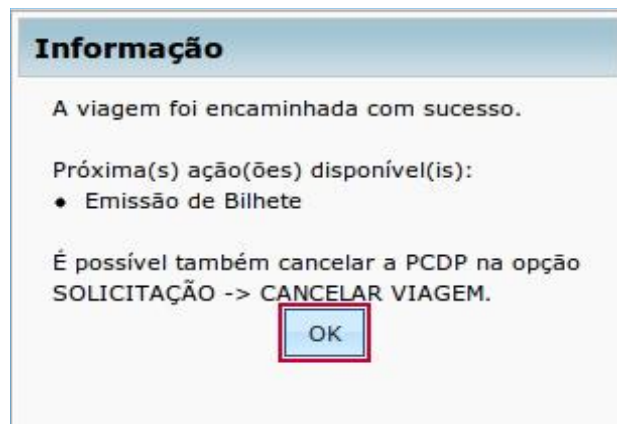 Informação
A viagem foi encaminhada com sucesso.
Próxima(s) ação(ões) disponível(is):
• Emissão de Bilhete
É possível também cancelar a PCDP na opção
SOLICITAÇÃO -> CANCELAR VIAGEM.
OK